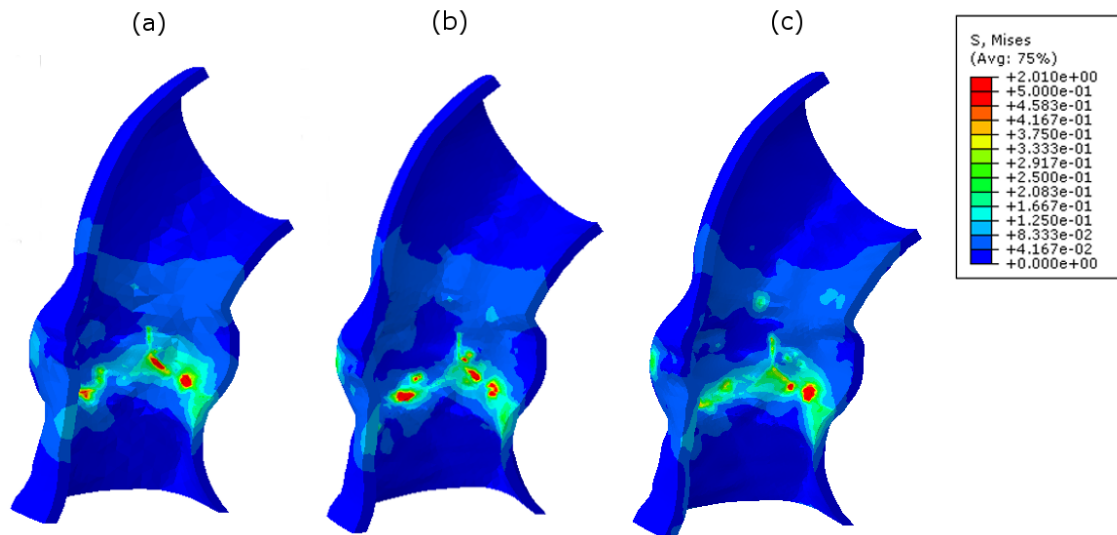 (a)
(b)
(c)
S, Mises
(Avg: 75%)
+2.010e+00
+5.000e-01
+4.583e-01
+4.167e-01
+3.750e-01
+3.333e-01
+2.917e-01
+2.500e-01
+2.083e-01
+1.667e-01
+1.250e-01
+8.333e-02
+4.167e-02
+0.000e+00